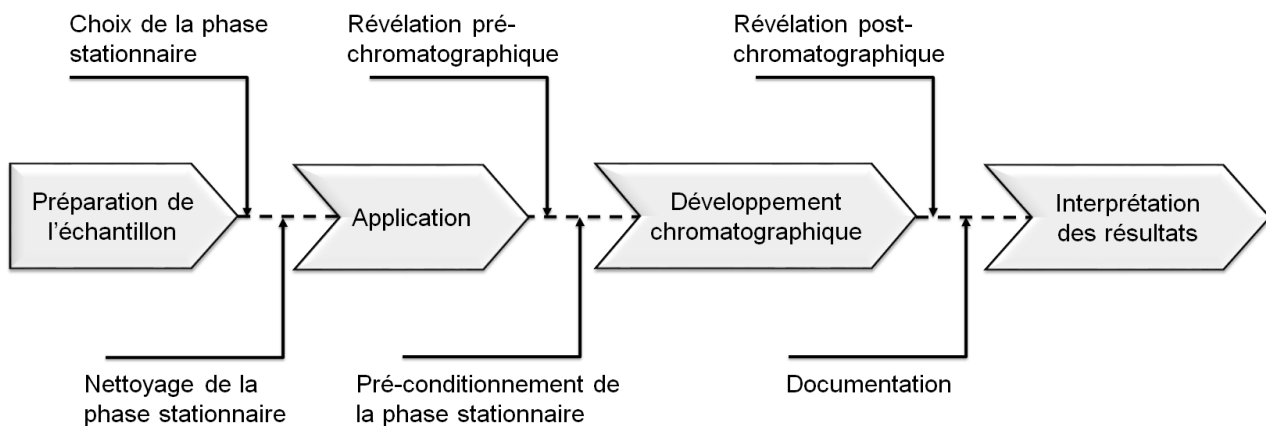 Choix de la phase
stationnaire
Révélation pré-
chromatographique
Révélation post-
chromatographique
Préparation de
l’échantillon
Application
Développement
chromatographique
Interprétation
des résultats
Nettoyage de la
phase stationnaire
Pré-conditionnement de
la phase stationnaire
Documentation